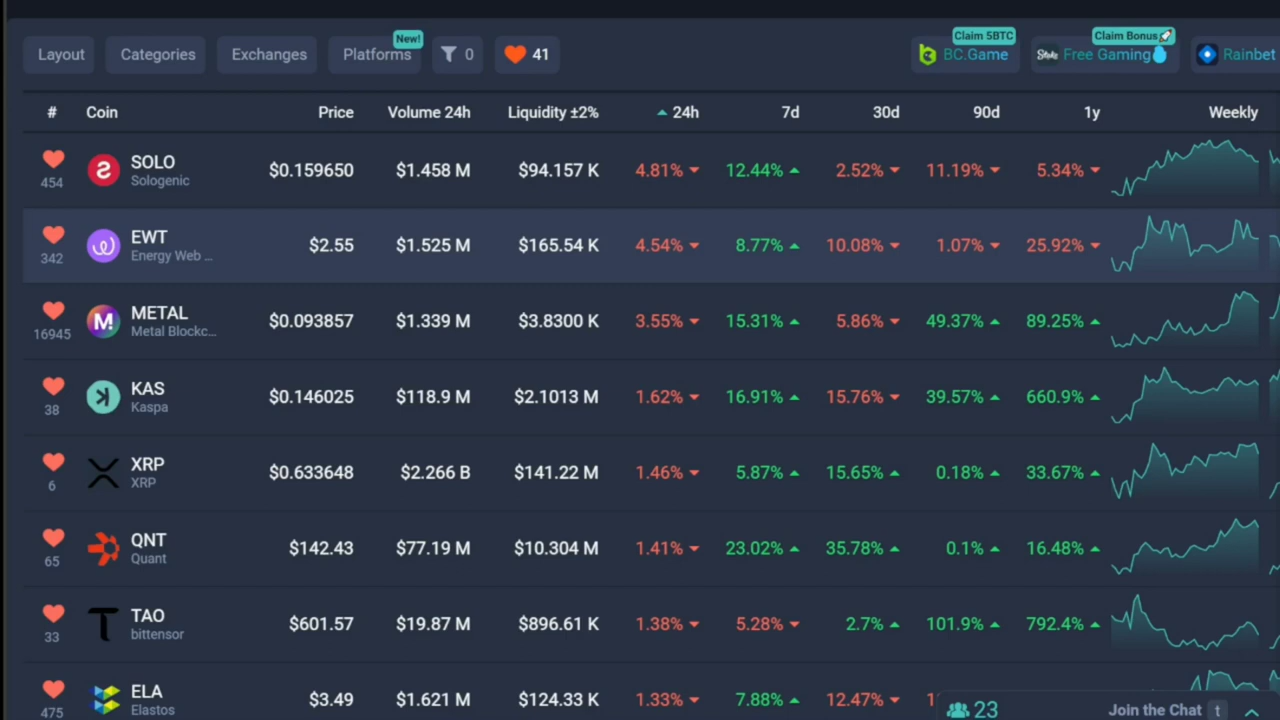 New!
Claim 5BTC
Claim Bonus
Layout Categories Exchanges Platforms 0 41 BC.Game Stake Free Gaming Rainbet
# Coin Price Volume 24h Liquidity ±2% 24h 7d 30d 90d 1y Weekly
SOLO $0.159650 $1.458 M $94.157 K 4.81% 12.44% 2.52% 11.19% 5.34%
454 Sologenic
EWT $2.55 $1.525 M $165.54 K 4.54% 8.77% 10.08% 1.07% 25.92%
342 Energy Web ...
METAL $0.093857 $1.339 M $3.8300 K 3.55% 15.31% 5.86% 49.37% 89.25%
16945 Metal Blockc...
KAS $0.146025 $118.9 M $2.1013 M 1.62% 16.91% 15.76% 39.57% 660.9%
38 Kaspa
XRP $0.633648 $2.266 B $141.22 M 1.46% 5.87% 15.65% 0.18% 33.67%
6 XRP
QNT $142.43 $77.19 M $10.304 M 1.41% 23.02% 35.78% 0.1% 16.48%
65 Quant
TAO $601.57 $19.87 M $896.61 K 1.38% 5.28% 2.7% 101.9% 792.4%
33 bittensor
ELA $3.49 $1.621 M $124.33 K 1.33% 7.88% 12.47%
475 Elastos
23 Join the Chat t